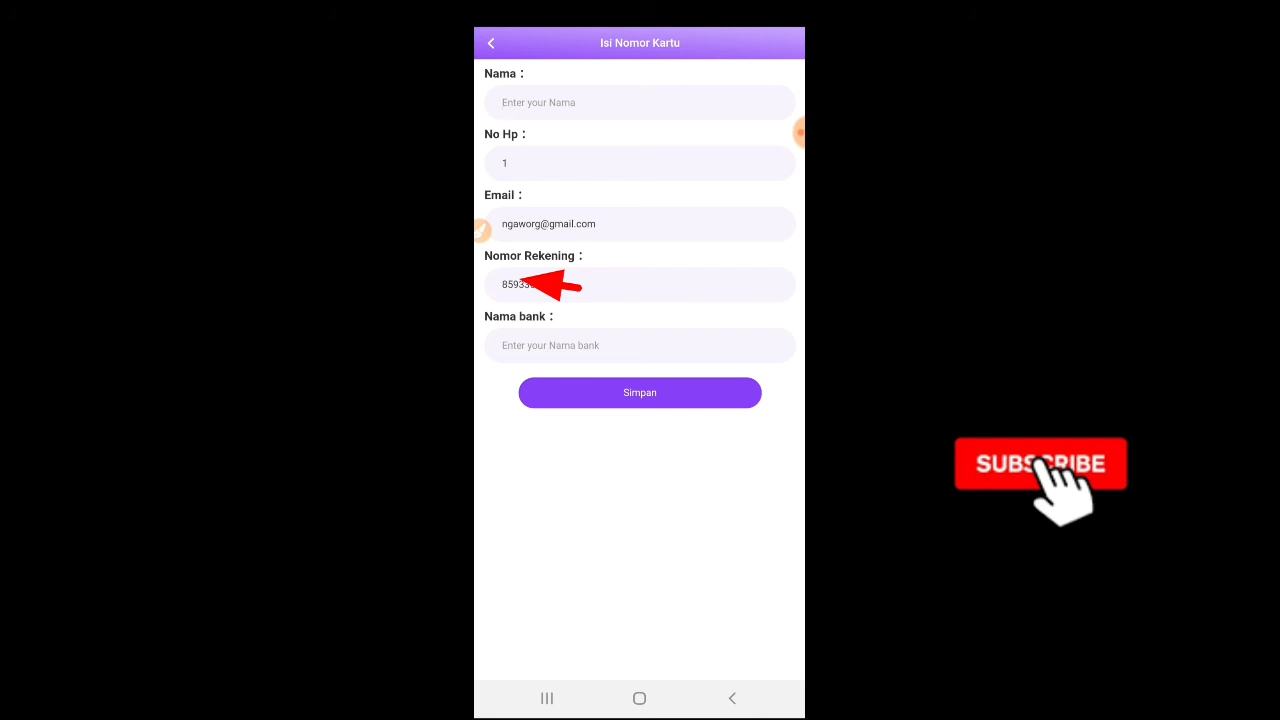 Isi Nomor Kartu
Nama :
Enter your Nama
No Hp :
1
Email :
ngaworg@gmail.com
Nomor Rekening :
Nama bank :
Enter your Nama bank
Simpan
SUBSCRIBE